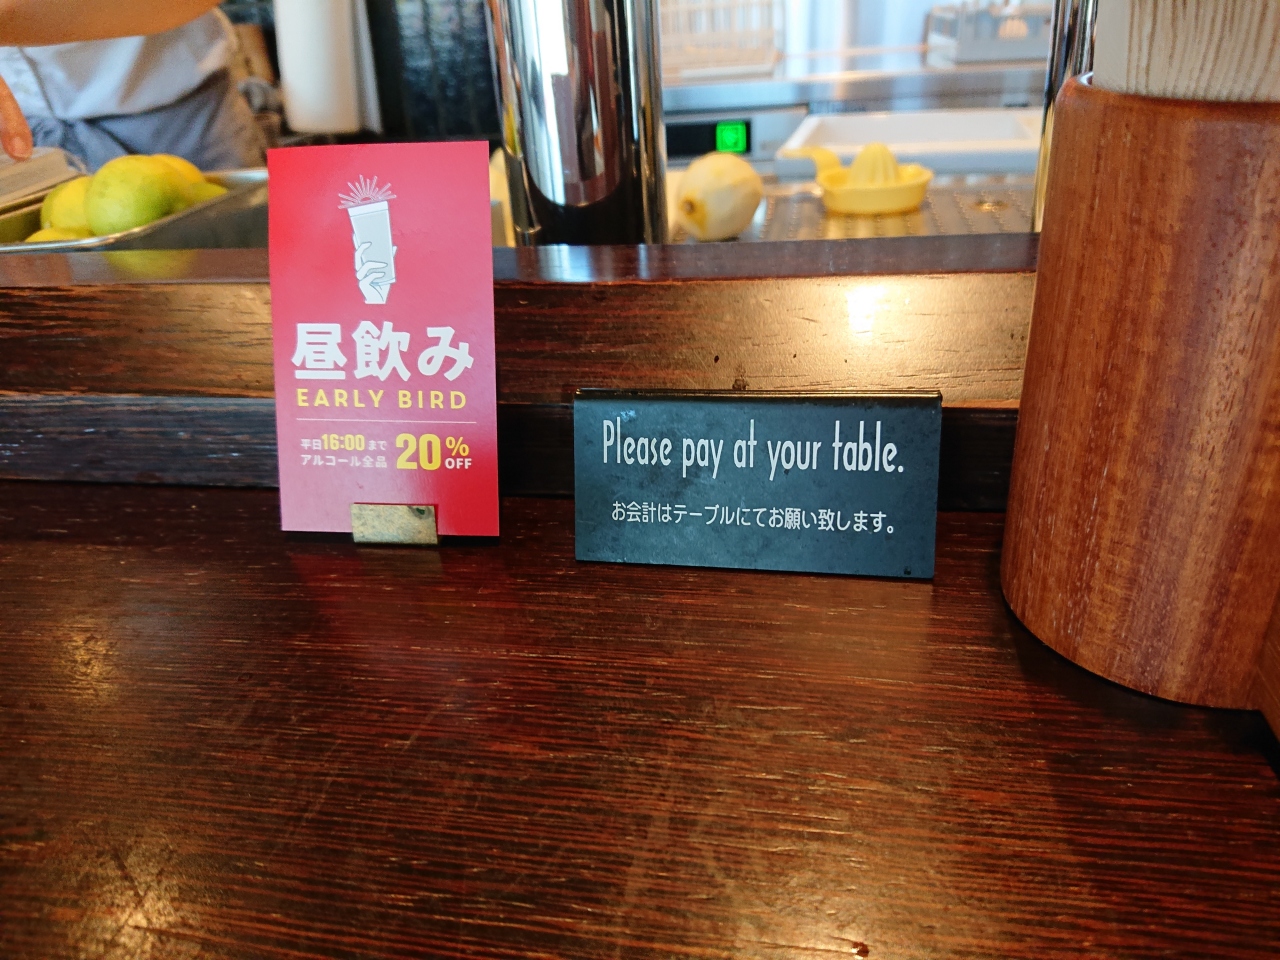 昼飲み
EARLY BIRD
平日16:00まで
アルコール全品
20%
OFF
Please pay at your table.
お会計はテーブルにてお願い致します。